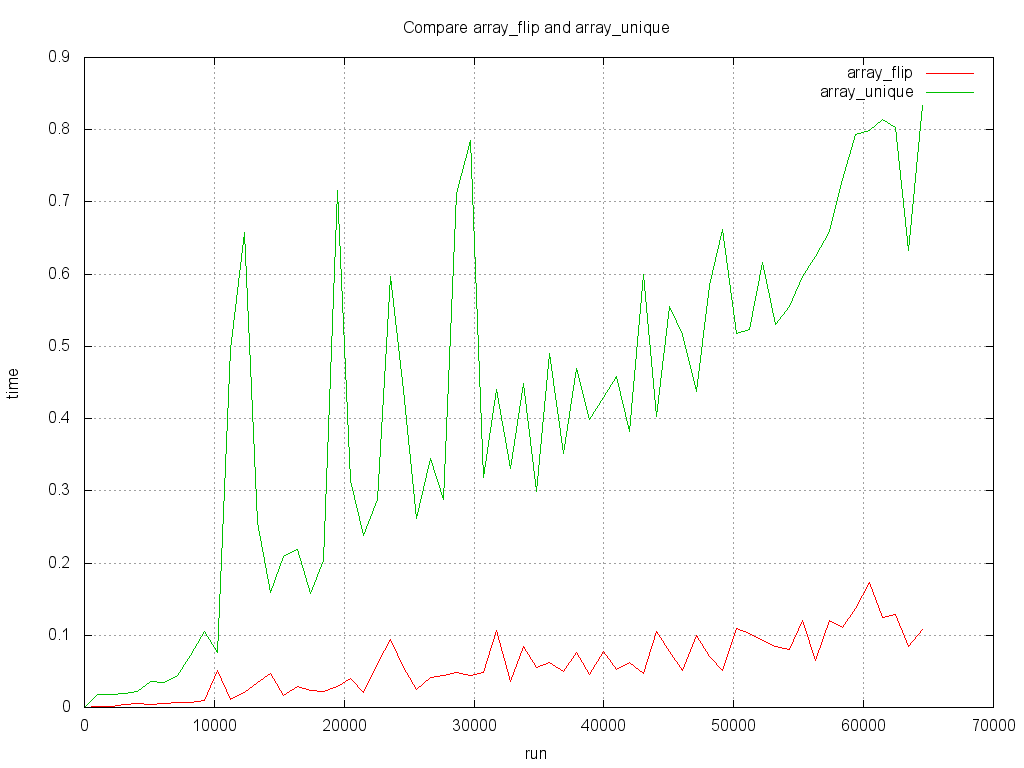 Compare array_flip and array_unique
array_flip
array_unique
0.9
0.8
0.7
0.6
0.5
0.4
0.3
0.2
0.1
0
time
0 10000 20000 30000 40000 50000 60000 70000
run